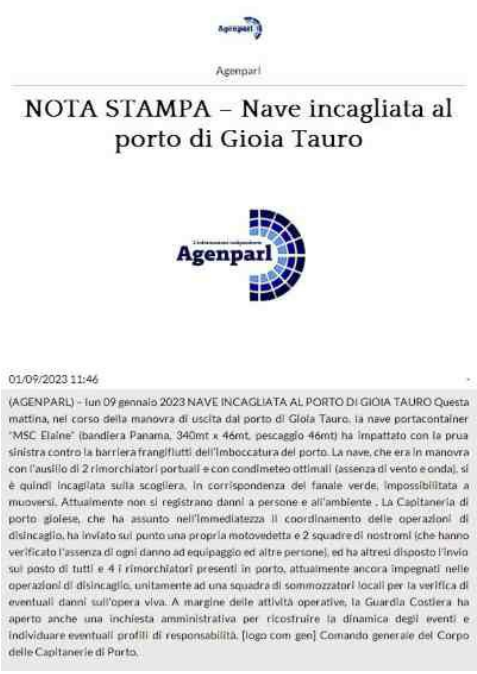 Agenparl
Agenparl
NOTA STAMPA – Nave incagliata al
porto di Gioia Tauro
L'informazione indipendente
Agenparl
01/09/2023 11:46
-
(AGENPARL) – lun 09 gennaio 2023 NAVE INCAGLIATA AL PORTO DI GIOIA TAURO Questa
mattina, nel corso della manovra di uscita dal porto di Gioia Tauro, la nave portacontainer
"MSC Elaine" (bandiera Panama, 340mt x 46mt, pescaggio 46mt) ha impattato con la prua
sinistra contro la barriera frangiflutti dell'imboccatura del porto. La nave, che era in manovra
con l'ausilio di 2 rimorchiatori portuali e con condimeteo ottimali (assenza di vento e onda), si
è quindi incagliata sulla scogliera, in corrispondenza del fanale verde, impossibilitata a
muoversi. Attualmente non si registrano danni a persone e all'ambiente . La Capitaneria di
porto gioiese, che ha assunto nell'immediatezza il coordinamento delle operazioni di
disincaglio, ha inviato sul punto una propria motovedetta e 2 squadre di nostromi (che hanno
verificato l'assenza di ogni danno ad equipaggio ed altre persone), ed ha altresì disposto l'invio
sul posto di tutti e 4 i rimorchiatori presenti in porto, attualmente ancora impegnati nelle
operazioni di disincaglio, unitamente ad una squadra di sommozzatori locali per la verifica di
eventuali danni sull'opera viva. A margine delle attività operative, la Guardia Costiera ha
aperto anche una inchiesta amministrativa per ricostruire la dinamica degli eventi e
individuare eventuali profili di responsabilità. [logo com gen] Comando generale del Corpo
delle Capitanerie di Porto.